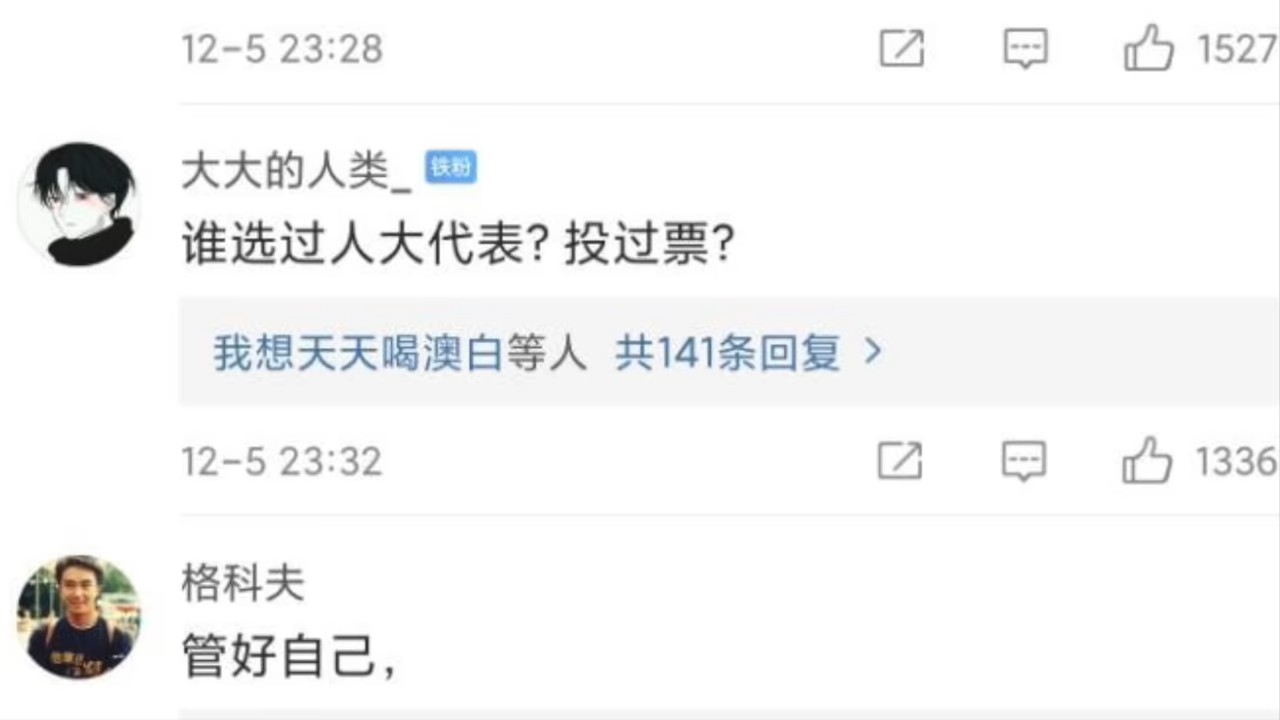 12-5 23:28
1527
大大的人类_ 铁粉
谁选过人大代表? 投过票?
我想天天喝澳白等人 共141条回复 >
12-5 23:32
1336
格科夫
管好自己,